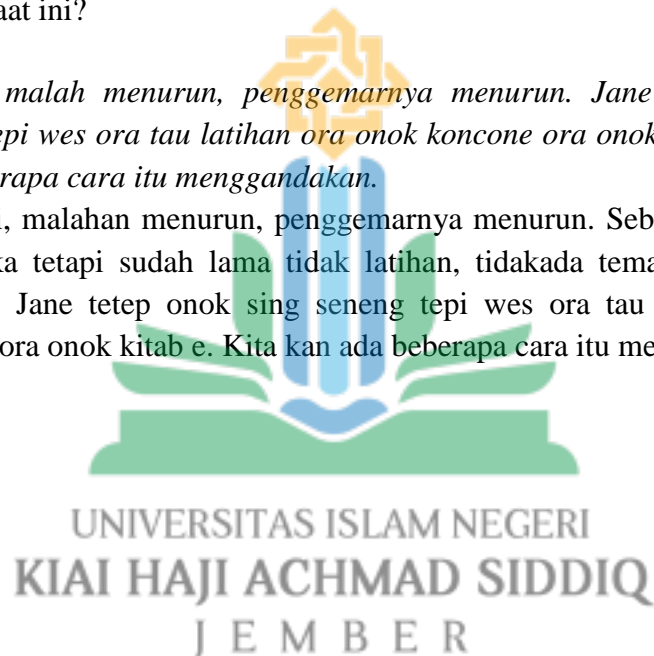 aat ini?
malah menurun, penggemarnya menurun. Jane
epi wes ora tau latihan ora onok koncone ora onok
rapa cara itu menggandakan.
i, malahan menurun, penggemarnya menurun. Seb
ka tetapi sudah lama tidak latihan, tidakada tema
Jane tetep onok sing seneng tepi wes ora tau
ora onok kitab e. Kita kan ada beberapa cara itu me
UNIVERSITAS ISLAM NEGERI
KIAI HAJI ACHMAD SIDDIQ
JEMBER